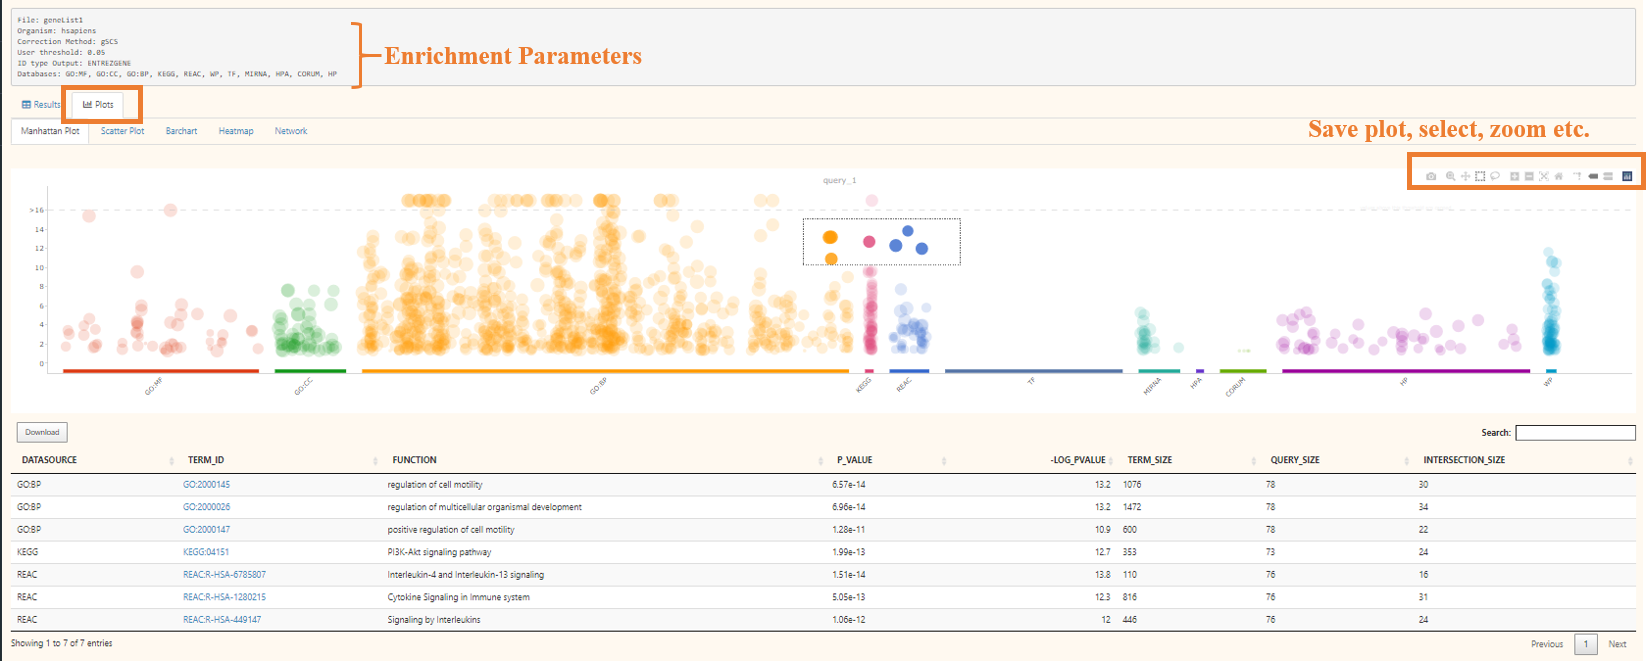 File: geneList1
Organism: hsapiens
Correction Method: gSCS
User threshold: 0.05
ID type Output: ENTREZGENE
Databases: GO:MF, GO:CC, GO:BP, KEGG, REAC, WP, TF, MIRNA, HPA, CORUM, HP
Enrichment Parameters
Results Plots
Manhattan Plot Scatter Plot Barchart Heatmap Network
Save plot, select, zoom etc.
query_1
>16
14
12
10
8
6
4
2
0
GO:MF GO:CC GO:BP KEGG REAC TF MIRNA HPA CORUM HP WP
Download Search:
DATASOURCE TERM_ID FUNCTION P_VALUE -LOG_PVALUE TERM_SIZE QUERY_SIZE INTERSECTION_SIZE
GO:BP GO:2000145 regulation of cell motility 6.57e-14 13.2 1076 78 30
GO:BP GO:2000026 regulation of multicellular organismal development 6.96e-14 13.2 1472 78 34
GO:BP GO:2000147 positive regulation of cell motility 1.28e-11 10.9 600 78 22
KEGG KEGG:04151 PI3K-Akt signaling pathway 1.99e-13 12.7 353 73 24
REAC REAC:R-HSA-6785807 Interleukin-4 and Interleukin-13 signaling 1.51e-14 13.8 110 76 16
REAC REAC:R-HSA-1280215 Cytokine Signaling in Immune system 5.05e-13 12.3 816 76 31
REAC REAC:R-HSA-449147 Signaling by Interleukins 1.06e-12 12 446 76 24
Showing 1 to 7 of 7 entries Previous 1 Next